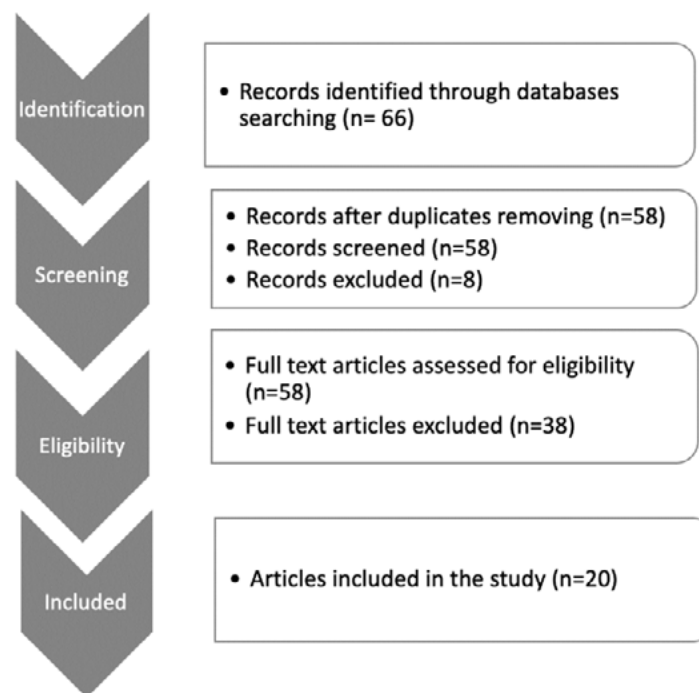 Identification
• Records identified through databases
searching (n= 66)
Screening
• Records after duplicates removing (n=58)
• Records screened (n=58)
• Records excluded (n=8)
Eligibility
• Full text articles assessed for eligibility
(n=58)
• Full text articles excluded (n=38)
Included
• Articles included in the study (n=20)